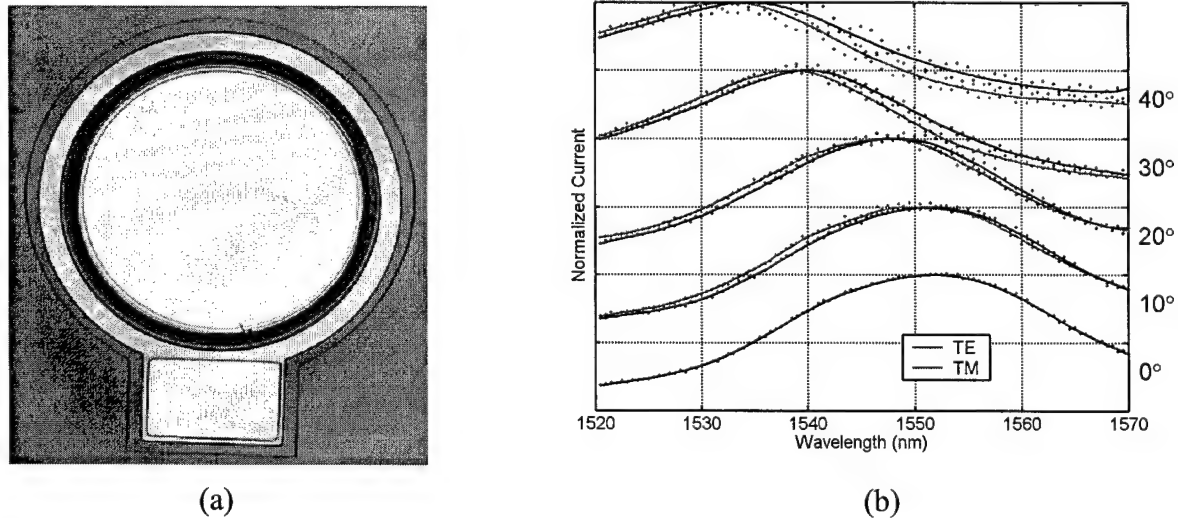 Normalized Current
40°
30°
20°
10°
0°
TE
TM
1520 1530 1540 1550 1560 1570
Wavelength (nm)
(a) (b)